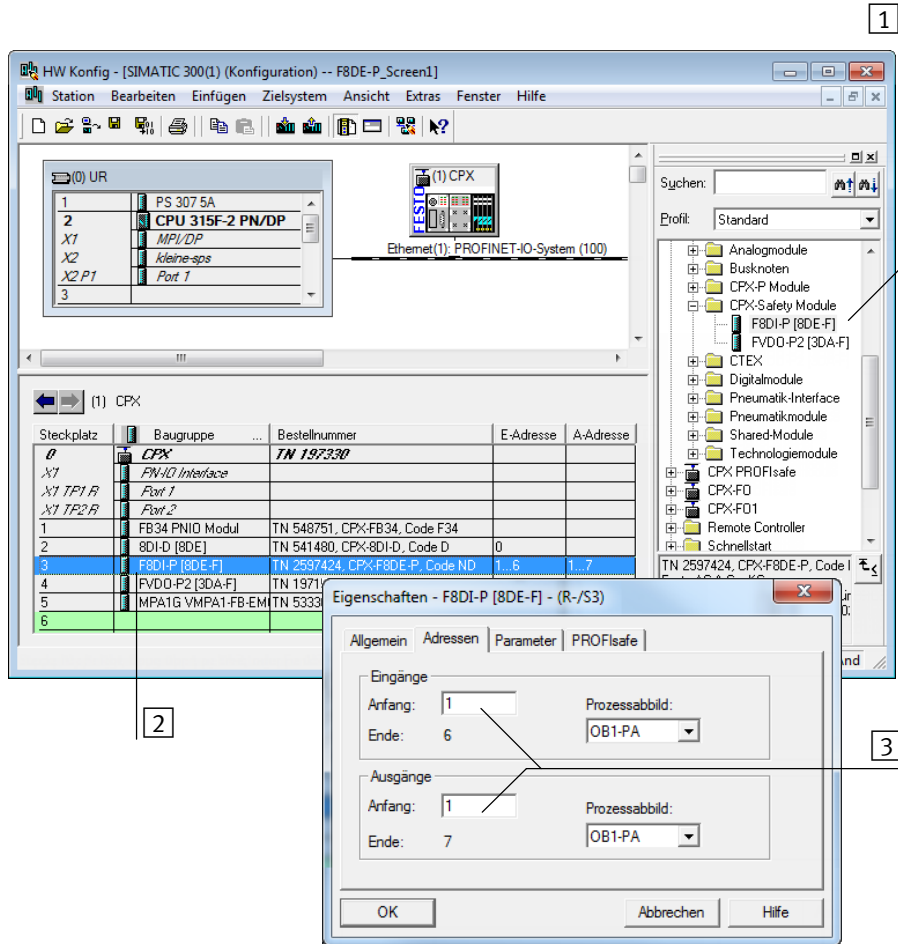 1
HW Konfig - [SIMATIC 300(1) (Konfiguration) -- F8DE-P_Screen1]
Station Bearbeiten Einfügen Zielsystem Ansicht Extras Fenster Hilfe
(0) UR
1 PS 307 5A
2 CPU 315F-2 PN/DP
X1 MPI/DP
X2 kleine-sps
X2 P1 Port 1
3
(1) CPX
FESTO
Ethernet(1): PROFINET-IO-System (100)
Suchen:
Profil: Standard
Analogmodule
Busknoten
CPX-P Module
CPX-Safety Module
F8DI-P [8DE-F]
FVDO-P2 [3DA-F]
CTEX
Digitalmodule
Pneumatik-Interface
Pneumatikmodule
Shared-Module
Technologiemodule
CPX PROFIsafe
CPX-FO
CPX-FO1
Remote Controller
Schnellstart
TN 2597424, CPX-F8DE-P, Code
(1) CPX
Steckplatz Baugruppe ... Bestellnummer E-Adresse A-Adresse
0 CPX TN 197330
X1 PN-IO Interface
X1 TP1 R Port 1
X1 TP2 R Port 2
1 FB34 PNIO Modul TN 548751, CPX-FB34, Code F34
2 8DI-D [8DE] TN 541480, CPX-8DI-D, Code D 0
3 F8DI-P [8DE-F] TN 2597424, CPX-F8DE-P, Code ND 1...6 1...7
4 FVDO-P2 [3DA-F] TN 1971
5 MPA1G VMPA1-FB-EM TN 5333
6
2
Eigenschaften - F8DI-P [8DE-F] - (R-/S3)
Allgemein Adressen Parameter PROFIsafe
Eingänge
Anfang: 1 Prozessabbild:
Ende: 6 OB1-PA
3
Ausgänge
Anfang: 1 Prozessabbild:
Ende: 7 OB1-PA
OK Abbrechen Hilfe